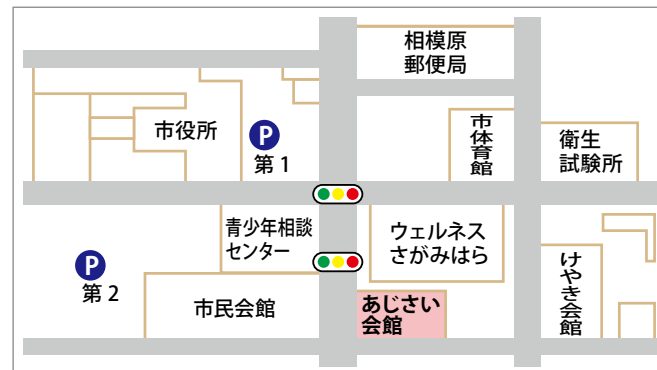 相模原
郵便局
市役所
P
第1
市体育館
衛生
試験所
青少年相談
センター
ウェルネス
さがみはら
P
第2
市民会館
あじさい
会館
けやき会館